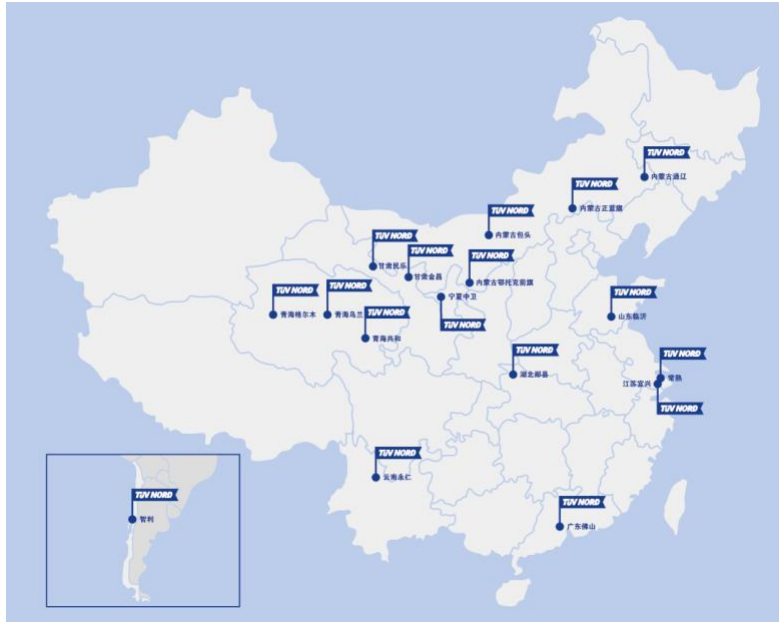 TÜV NORD
内蒙古通辽
TÜV NORD
内蒙古正蓝旗
TÜV NORD
内蒙古包头
TÜV NORD
甘肃民乐
TÜV NORD
甘肃金昌
TÜV NORD
内蒙古鄂托克前旗
宁夏中卫
TÜV NORD
TÜV NORD
青海格尔木
TÜV NORD
青海乌兰
TÜV NORD
青海共和
TÜV NORD
山东临沂
TÜV NORD
湖北郧县
TÜV NORD
常熟
江苏宜兴
TÜV NORD
TÜV NORD
云南永仁
TÜV NORD
智利
TÜV NORD
广东佛山